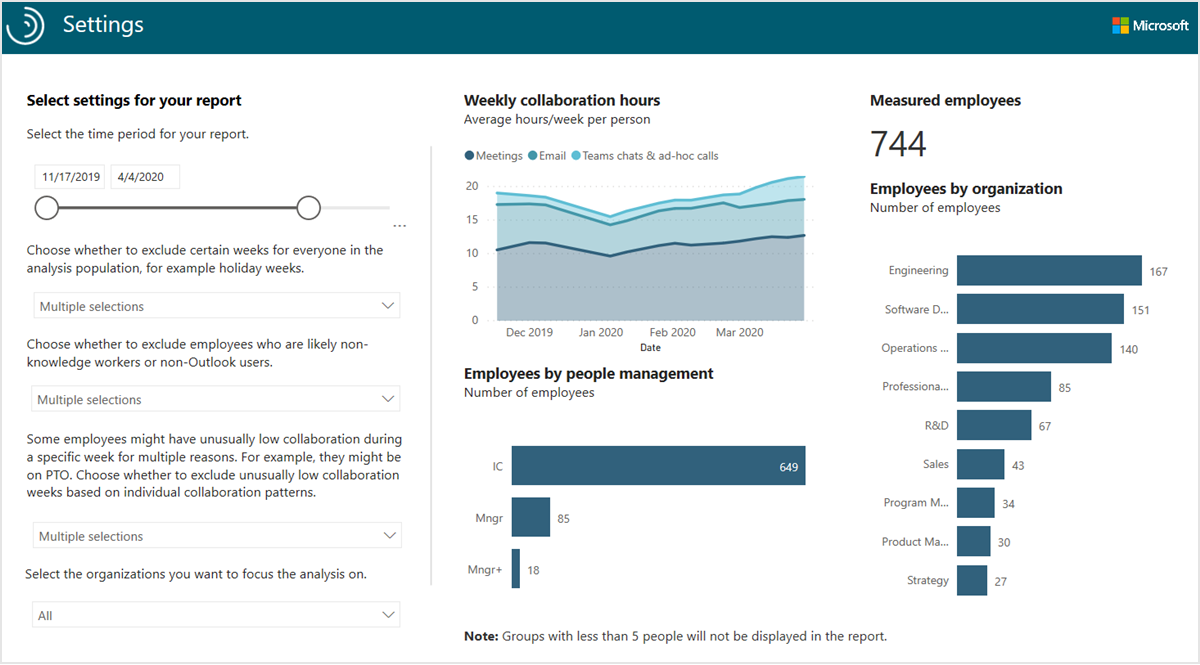 Settings
Microsoft
Select settings for your report
Select the time period for your report.
11/17/2019
4/4/2020
...
Choose whether to exclude certain weeks for everyone in the
analysis population, for example holiday weeks.
Multiple selections
Choose whether to exclude employees who are likely non-
knowledge workers or non-Outlook users.
Multiple selections
Some employees might have unusually low collaboration during
a specific week for multiple reasons. For example, they might be
on PTO. Choose whether to exclude unusually low collaboration
weeks based on individual collaboration patterns.
Multiple selections
Select the organizations you want to focus the analysis on.
All
Weekly collaboration hours
Average hours/week per person
Meetings Email Teams chats & ad-hoc calls
20
15
10
5
0
Dec 2019 Jan 2020 Feb 2020 Mar 2020
Date
Employees by people management
Number of employees
IC 649
Mngr 85
Mngr+ 18
Note: Groups with less than 5 people will not be displayed in the report.
Measured employees
744
Employees by organization
Number of employees
Engineering 167
Software D... 151
Operations ... 140
Professiona... 85
R&D 67
Sales 43
Program M... 34
Product Ma... 30
Strategy 27